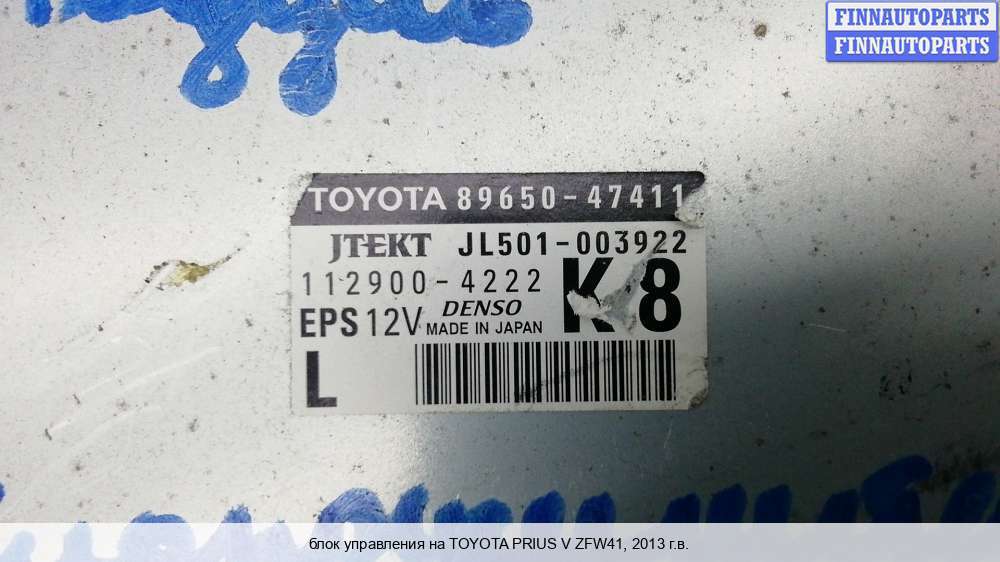 FINNAUTOPARTS
FINNAUTOPARTS
TOYOTA 89650-47411
JTEKT JL501-003922
112900-4222 K8
EPS 12V DENSO
MADE IN JAPAN
L
блок управления на TOYOTA PRIUS V ZFW41, 2013 г.в.